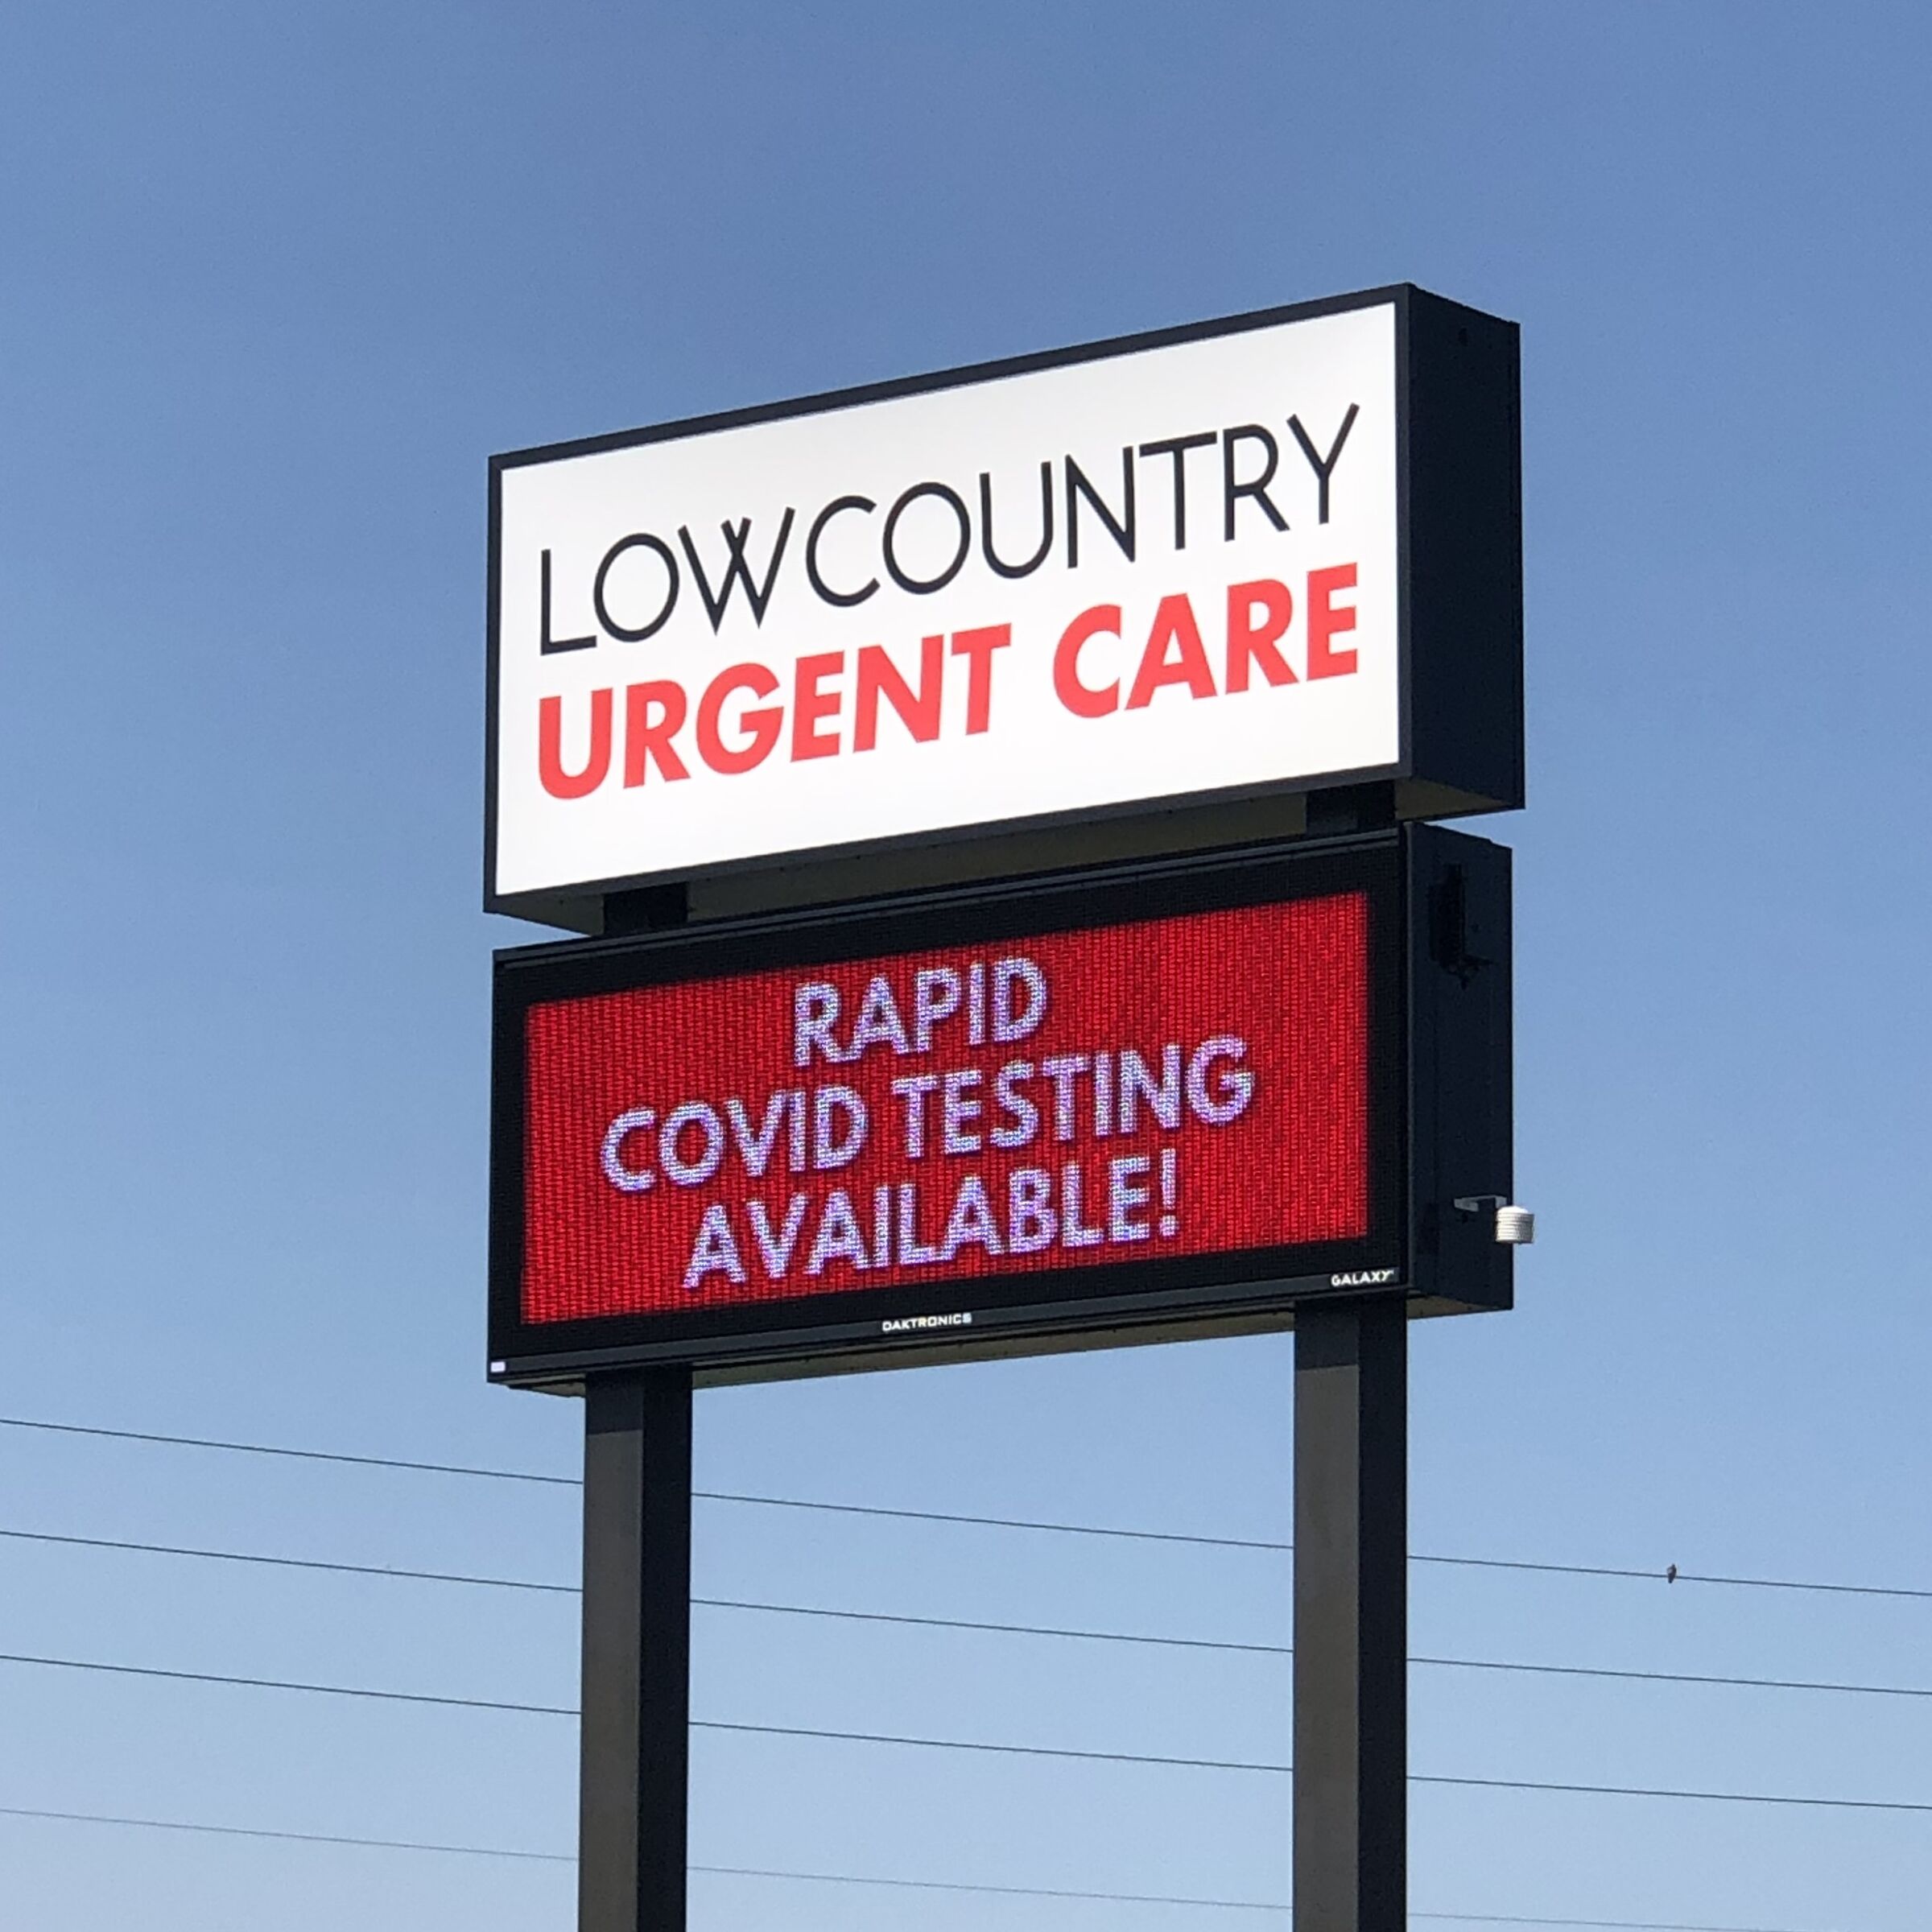 LOWCOUNTRY
URGENT CARE
RAPID
COVID TESTING
AVAILABLE!
GALAXY
DAKTRONICS